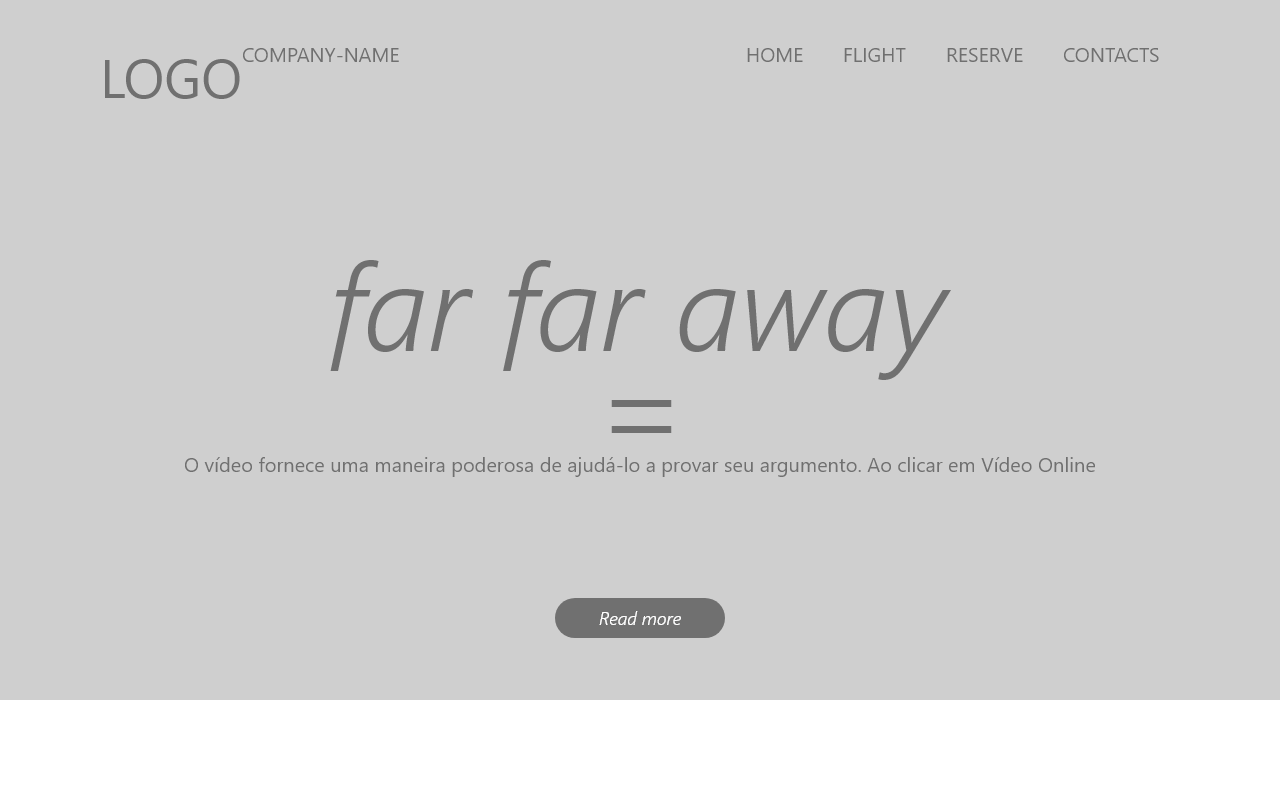 LOGO COMPANY-NAME HOME FLIGHT RESERVE CONTACTS
far far away
=
O vídeo fornece uma maneira poderosa de ajudá-lo a provar seu argumento. Ao clicar em Vídeo Online
Read more